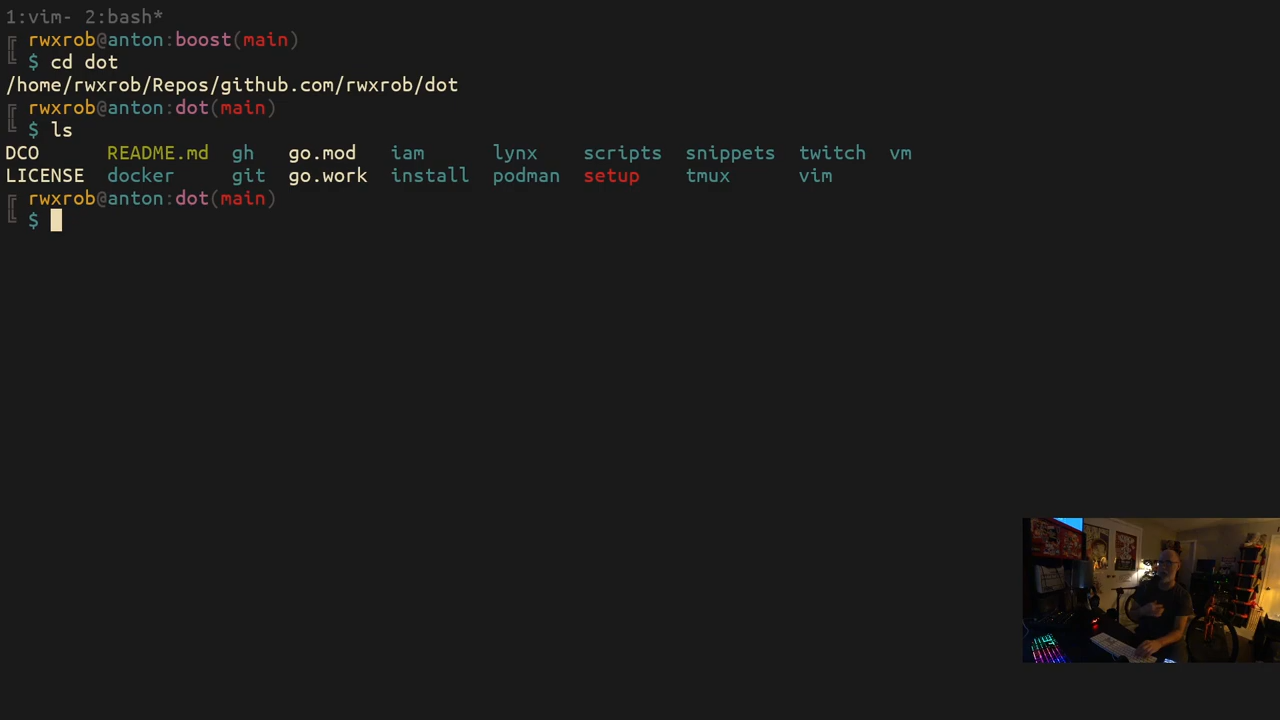 1:vim- 2:bash*
rwxrob@anton:boost(main)
$ cd dot
/home/rwxrob/Repos/github.com/rwxrob/dot
rwxrob@anton:dot(main)
$ ls
DCO README.md gh go.mod iam lynx scripts snippets twitch vm
LICENSE docker git go.work install podman setup tmux vim
rwxrob@anton:dot(main)
$